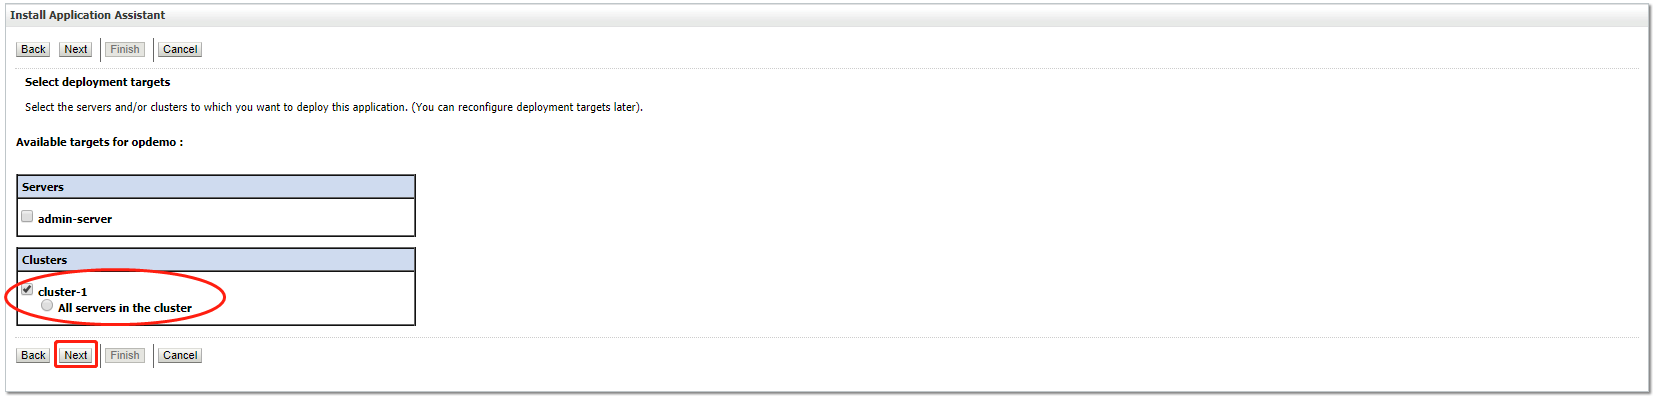 Install Application Assistant
Back Next Finish Cancel
Select deployment targets
Select the servers and/or clusters to which you want to deploy this application. (You can reconfigure deployment targets later).
Available targets for opdemo :
Servers
admin-server
Clusters
cluster-1
All servers in the cluster
Back Next Finish Cancel